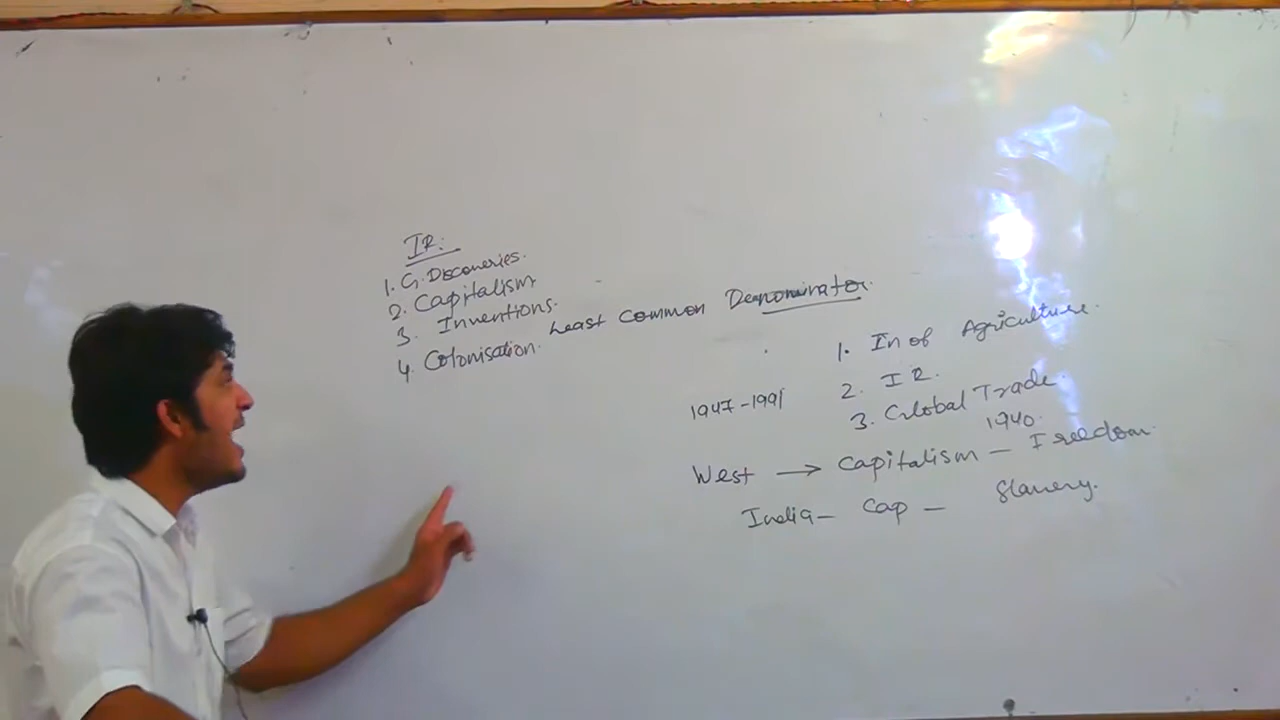 IR:
1. G. Discoveries.
2. Capitalism
3. Inventions.
4. Colonisation.
Least Common Denominator.
1. In of Agriculture.
2. IR.
3. Global Trade.
1947-1991
1940.
West → Capitalism - Freedom.
India - Cap - Slavery.